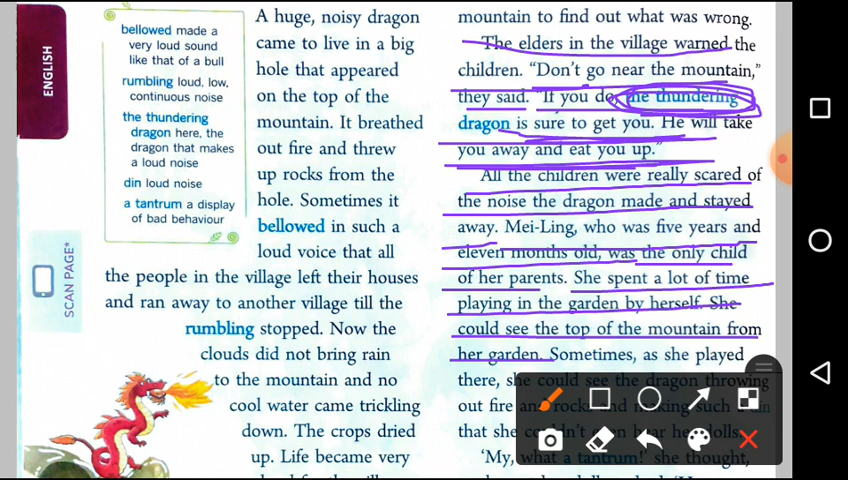 ENGLISH
SCAN PAGE*
bellowed made a
very loud sound
like that of a bull
rumbling loud, low,
continuous noise
the thundering
dragon here, the
dragon that makes
a loud noise
din loud noise
a tantrum a display
of bad behaviour
A huge, noisy dragon
came to live in a big
hole that appeared
on the top of the
mountain. It breathed
out fire and threw
up rocks from the
hole. Sometimes it
bellowed in such a
loud voice that all
the people in the village left their houses
and ran away to another village till the
rumbling stopped. Now the
clouds did not bring rain
to the mountain and no
cool water came trickling
down. The crops dried
up. Life became very
mountain to find out what was wrong.
The elders in the village warned the
children. “Don’t go near the mountain,”
they said. “If you do, the thundering
dragon is sure to get you. He will take
you away and eat you up.”
All the children were really scared of
the noise the dragon made and stayed
away. Mei-Ling, who was five years and
eleven months old, was the only child
of her parents. She spent a lot of time
playing in the garden by herself. She
could see the top of the mountain from
her garden. Sometimes, as she played
there, she could see the dragon throwing
out fire and rocks and making such a din
that she couldn't even hear her dolls.
‘My, what a tantrum!’ she thought,